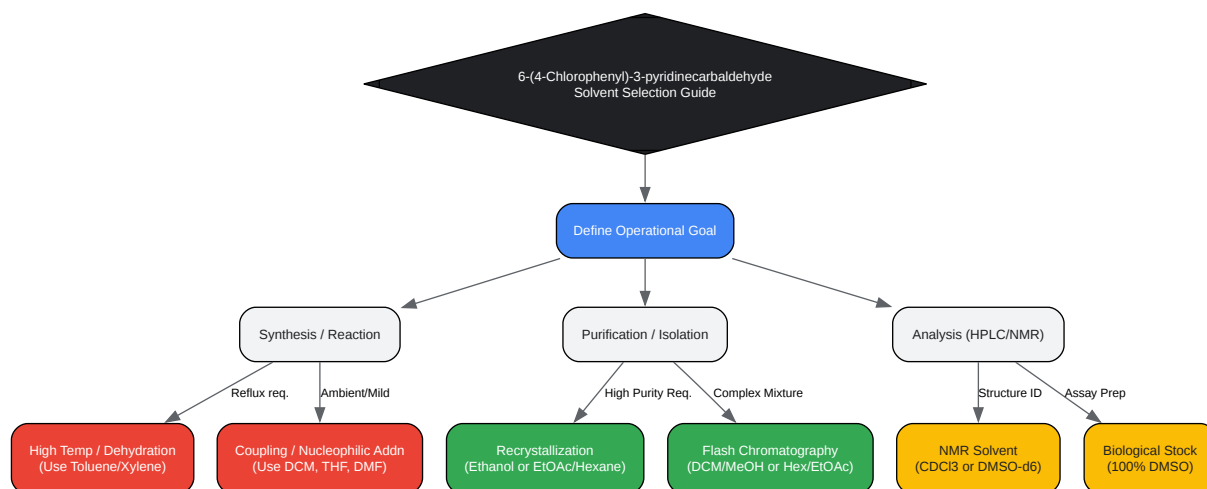 6-(4-Chlorophenyl)-3-pyridinecarbaldehyde
Solvent Selection Guide
Define Operational Goal
Synthesis / Reaction
Purification / Isolation
Analysis (HPLC/NMR)
Reflux req.
Ambient/Mild
High Purity Req.
Complex Mixture
Structure ID
Assay Prep
High Temp / Dehydration
(Use Toluene/Xylene)
Coupling / Nucleophilic Addn
(Use DCM, THF, DMF)
Recrystallization
(Ethanol or EtOAc/Hexane)
Flash Chromatography
(DCM/MeOH or Hex/EtOAc)
NMR Solvent
(CDCl3 or DMSO-d6)
Biological Stock
(100% DMSO)